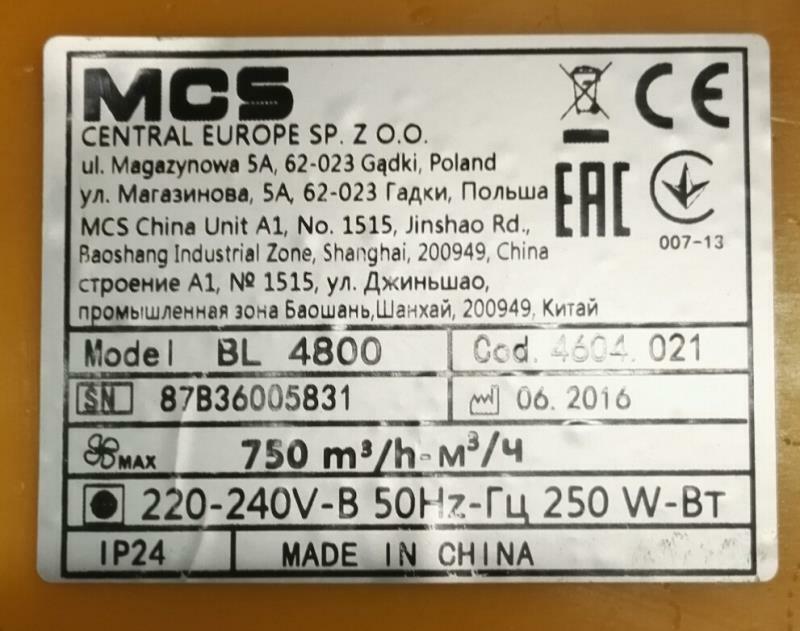 MCS
CENTRAL EUROPE SP. Z O.O.
ul. Magazynowa 5A, 62-023 Gądki, Poland
ул. Магазинова, 5А, 62-023 Гадки, Польша
MCS China Unit A1, No. 1515, Jinshao Rd.,
Baoshang Industrial Zone, Shanghai, 200949, China
строение А1, № 1515, ул. Джиньшао,
промышленная зона Баошань,Шанхай, 200949, Китай
CE
EAC
007-13
Model BL 4800 Cod. 4604. 021
SN 87B36005831 06. 2016
MAX 750 m³/h-м³/ч
220-240V-В 50Hz-Гц 250 W-Вт
IP24 MADE IN CHINA